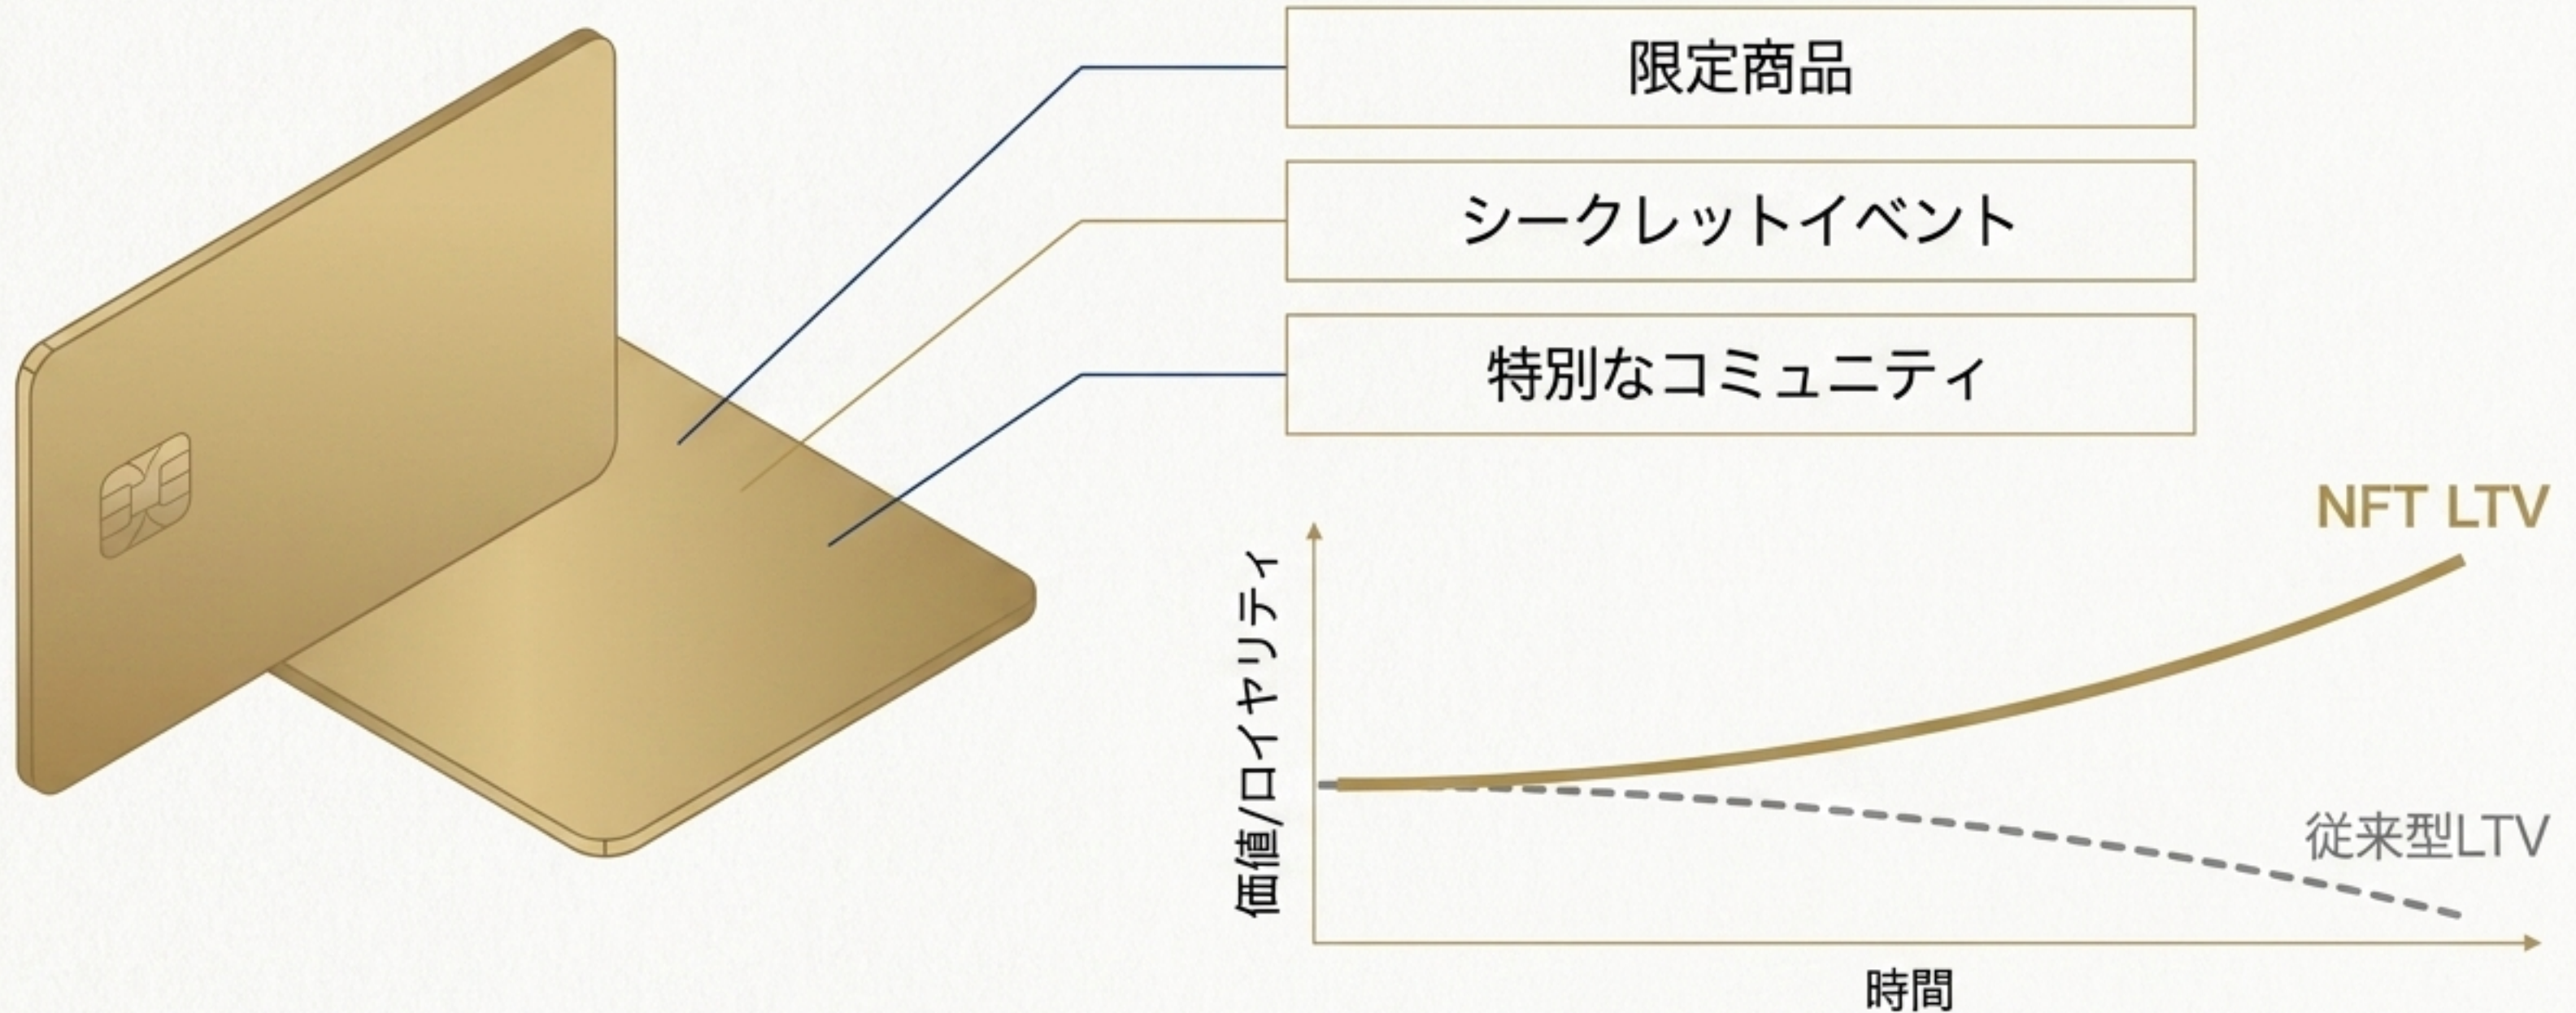 限定商品
シークレットイベント
特別なコミュニティ
NFT LTV
価値/ロイヤリティ
従来型LTV
時間